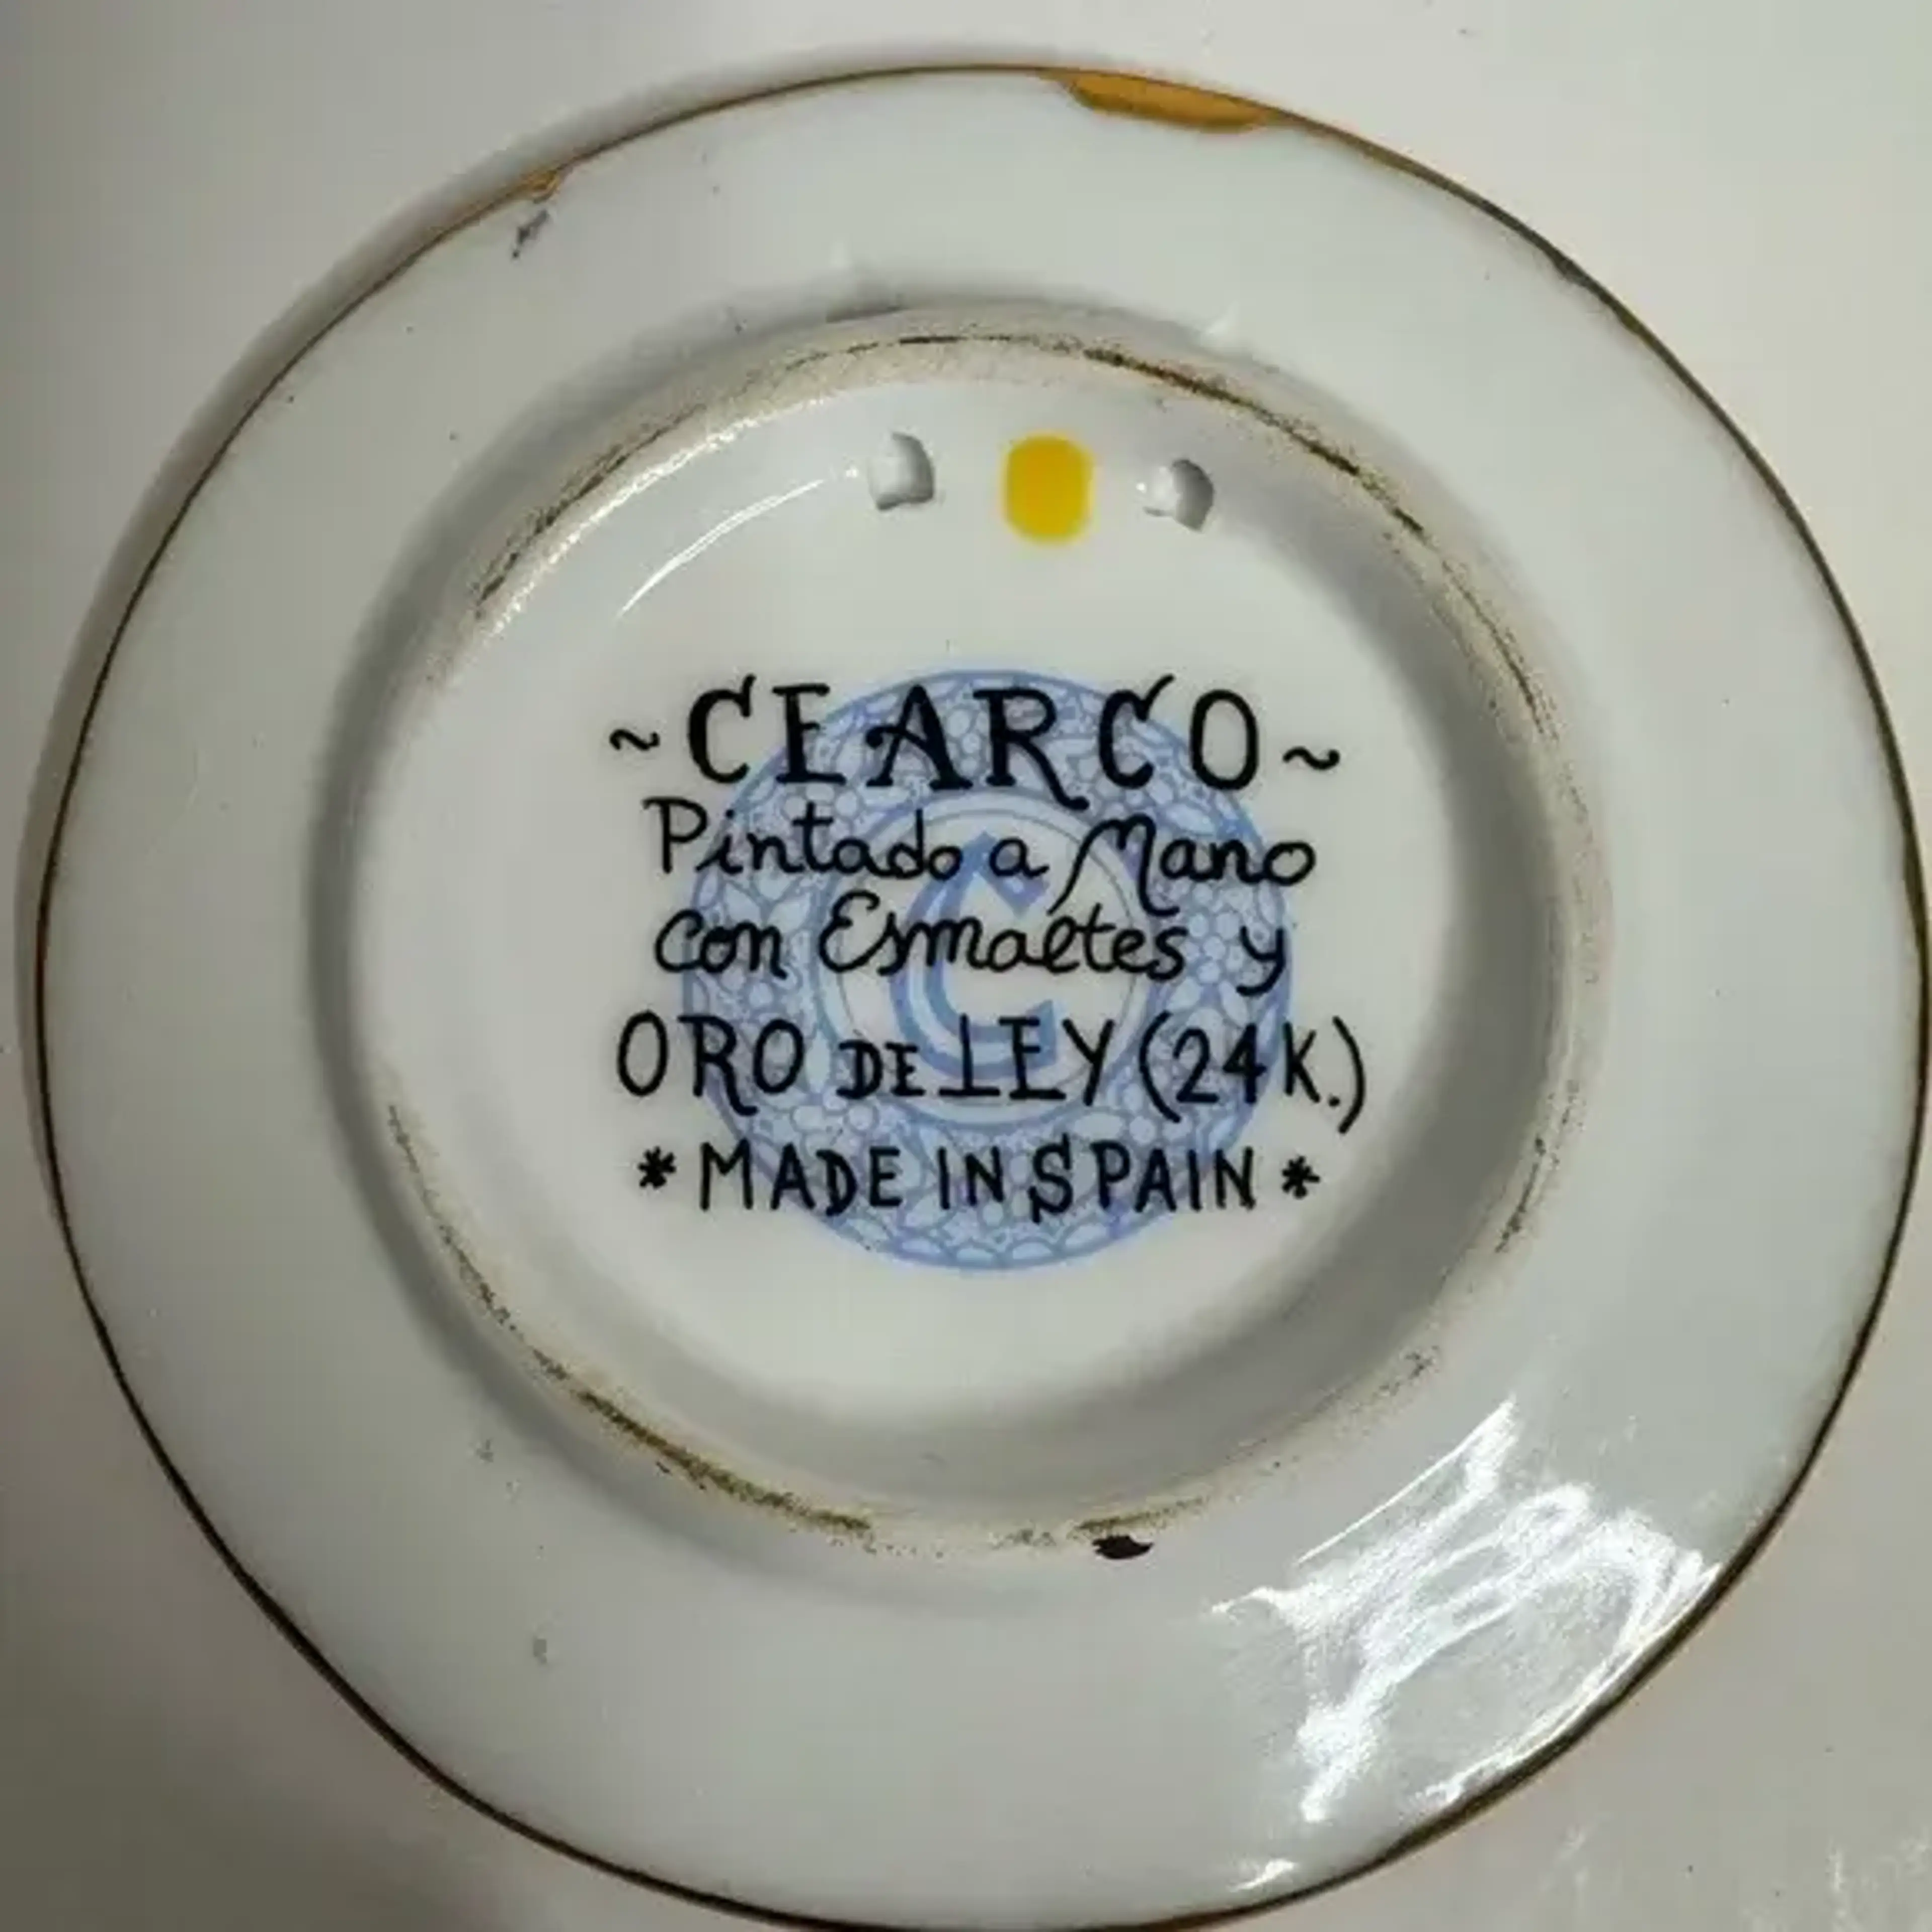 ~CEARCO~
Pintado a Mano
con Esmaltes y
ORO DE LEY (24K.)
* MADE IN SPAIN *
C